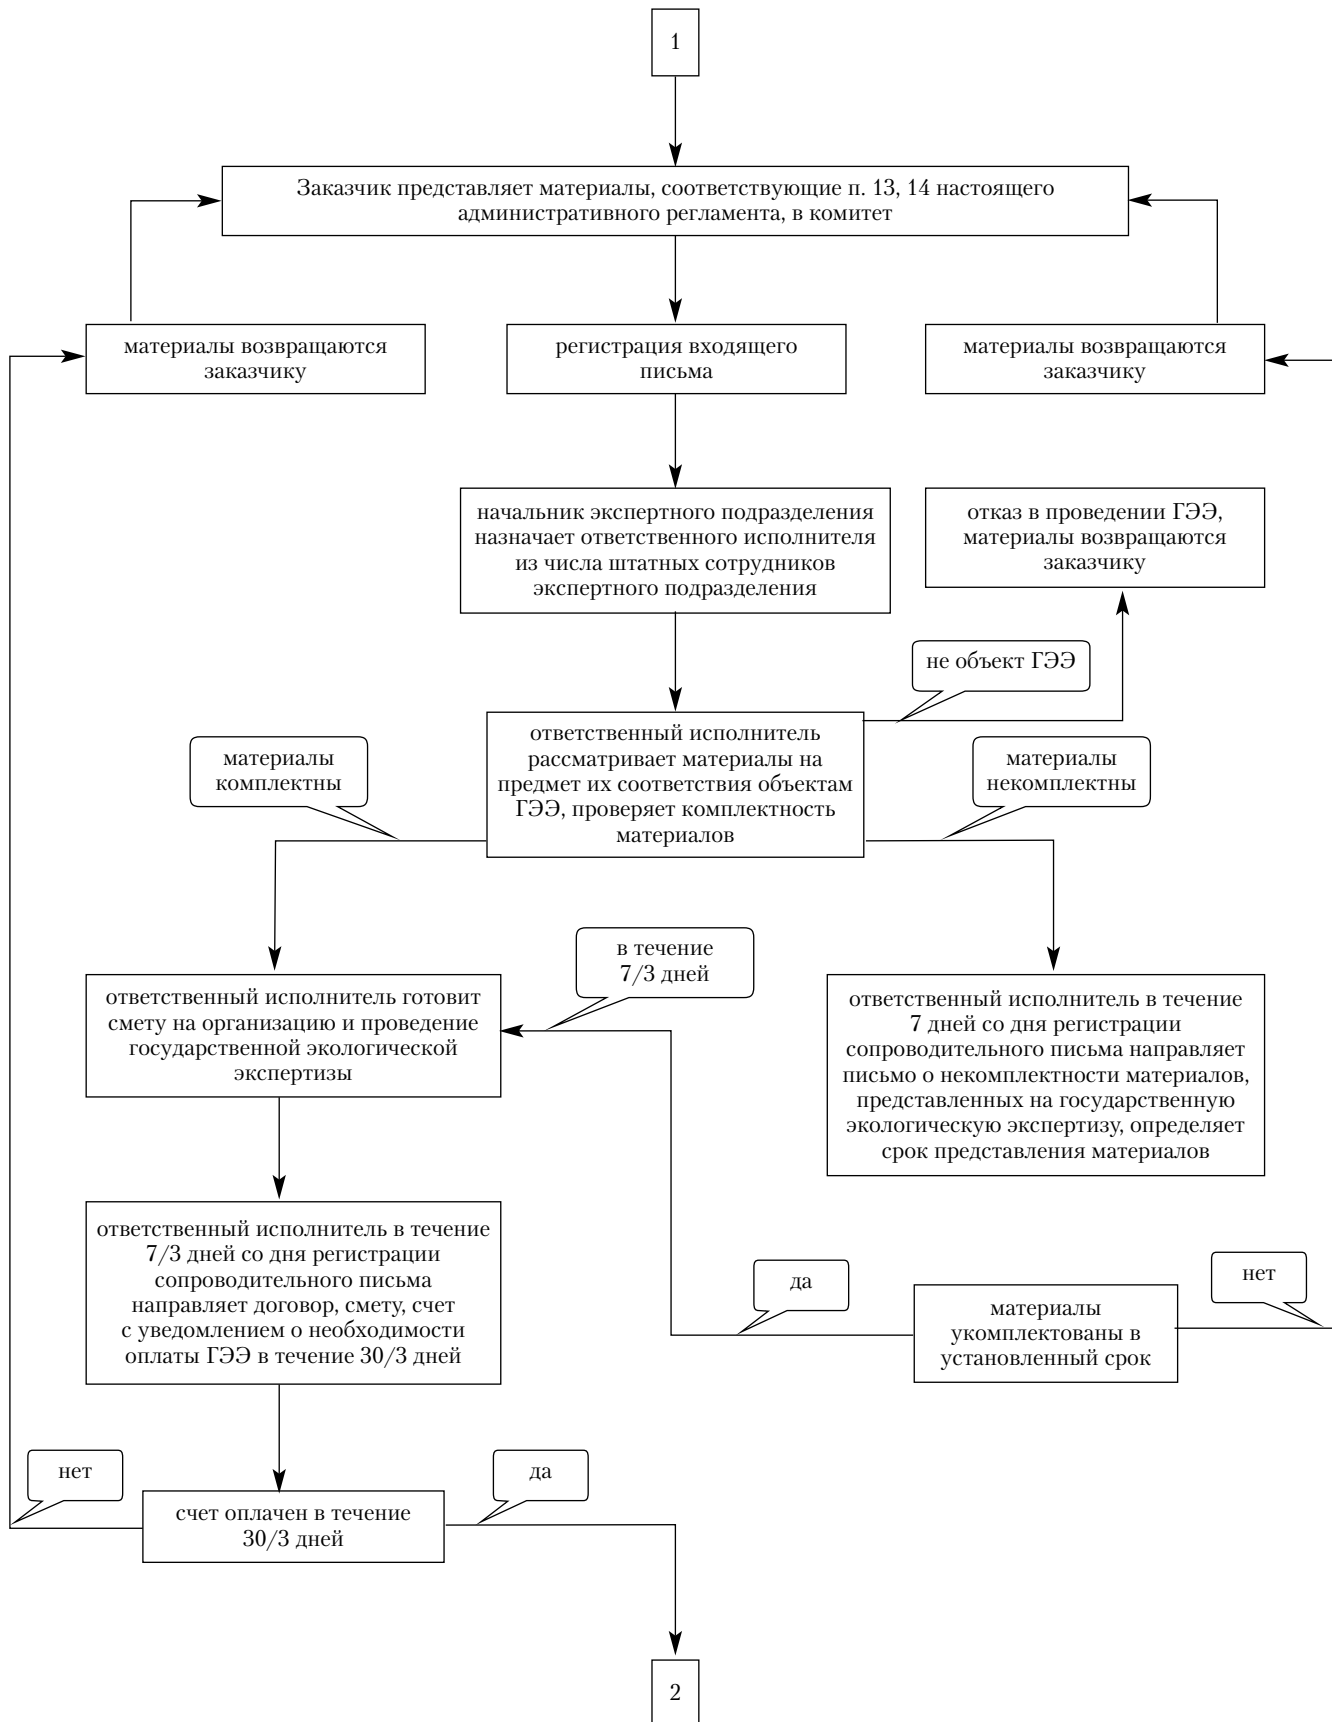 1
Заказчик представляет материалы, соответствующие п. 13, 14 настоящего
административного регламента, в комитет
материалы возвращаются
заказчику
регистрация входящего
письма
материалы возвращаются
заказчику
начальник экспертного подразделения
назначает ответственного исполнителя
из числа штатных сотрудников
экспертного подразделения
отказ в проведении ГЭЭ,
материалы возвращаются
заказчику
не объект ГЭЭ
материалы
комплектны
ответственный исполнитель
рассматривает материалы на
предмет их соответствия объектам
ГЭЭ, проверяет комплектность
материалов
материалы
некомплектны
в течение
7/3 дней
ответственный исполнитель готовит
смету на организацию и проведение
государственной экологической
экспертизы
ответственный исполнитель в течение
7 дней со дня регистрации
сопроводительного письма направляет
письмо о некомплектности материалов,
представленных на государственную
экологическую экспертизу, определяет
срок представления материалов
ответственный исполнитель в течение
7/3 дней со дня регистрации
сопроводительного письма
направляет договор, смету, счет
с уведомлением о необходимости
оплаты ГЭЭ в течение 30/3 дней
да
нет
материалы
укомплектованы в
установленный срок
нет
да
счет оплачен в течение
30/3 дней
2